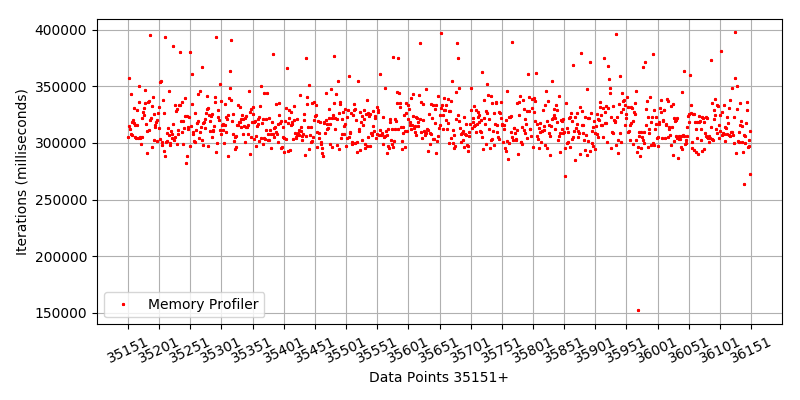 400000
350000
300000
250000
200000
150000
Iterations (milliseconds)
Memory Profiler
35151 35201 35251 35301 35351 35401 35451 35501 35551 35601 35651 35701 35751 35801 35851 35901 35951 36001 36051 36101 36151
Data Points 35151+